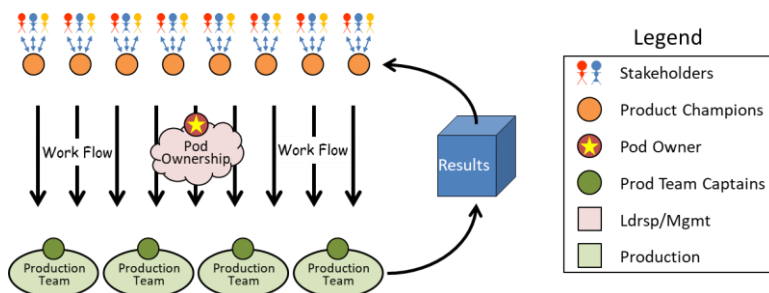 Legend
Stakeholders
Product Champions
Pod Owner
Prod Team Captains
Ldrsp/Mgmt
Production
Pod
Ownership
Work Flow
Work Flow
Results
Production
Team
Production
Team
Production
Team
Production
Team